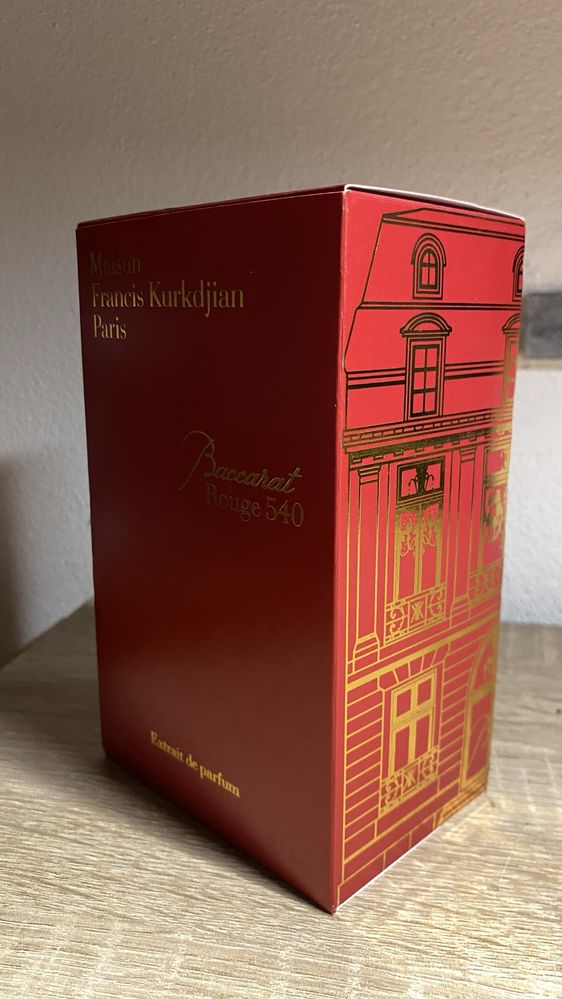 Maison
Francis Kurkdjian
Paris
Baccarat
Rouge 540
Extrait de parfum